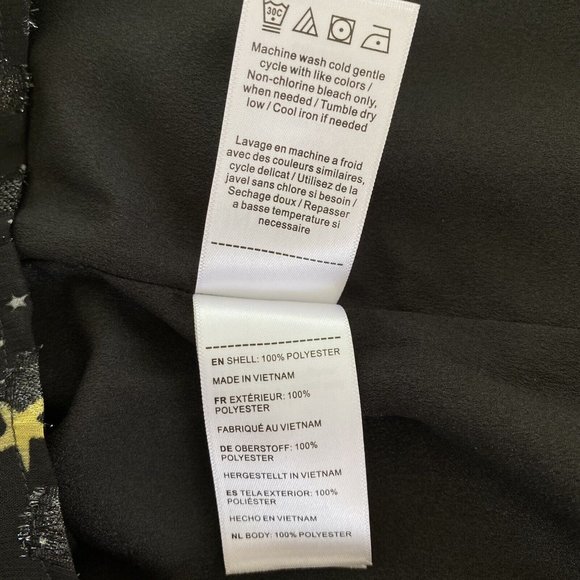 30C
Machine wash cold gentle
cycle with like colors /
Non-chlorine bleach only,
when needed / Tumble dry
low / Cool iron if needed
Lavage en machine a froid
avec des couleurs similaires,
cycle delicat / Utilisez de la
javel sans chlore si besoin /
Sechage doux / Repasser
a basse temperature si
necessaire
EN SHELL: 100% POLYESTER
MADE IN VIETNAM
FR EXTÉRIEUR: 100%
POLYESTER
FABRIQUÉ AU VIETNAM
DE OBERSTOFF: 100%
POLYESTER
HERGESTELLT IN VIETNAM
ES TELA EXTERIOR: 100%
POLIÉSTER
HECHO EN VIETNAM
NL BODY: 100% POLYESTER